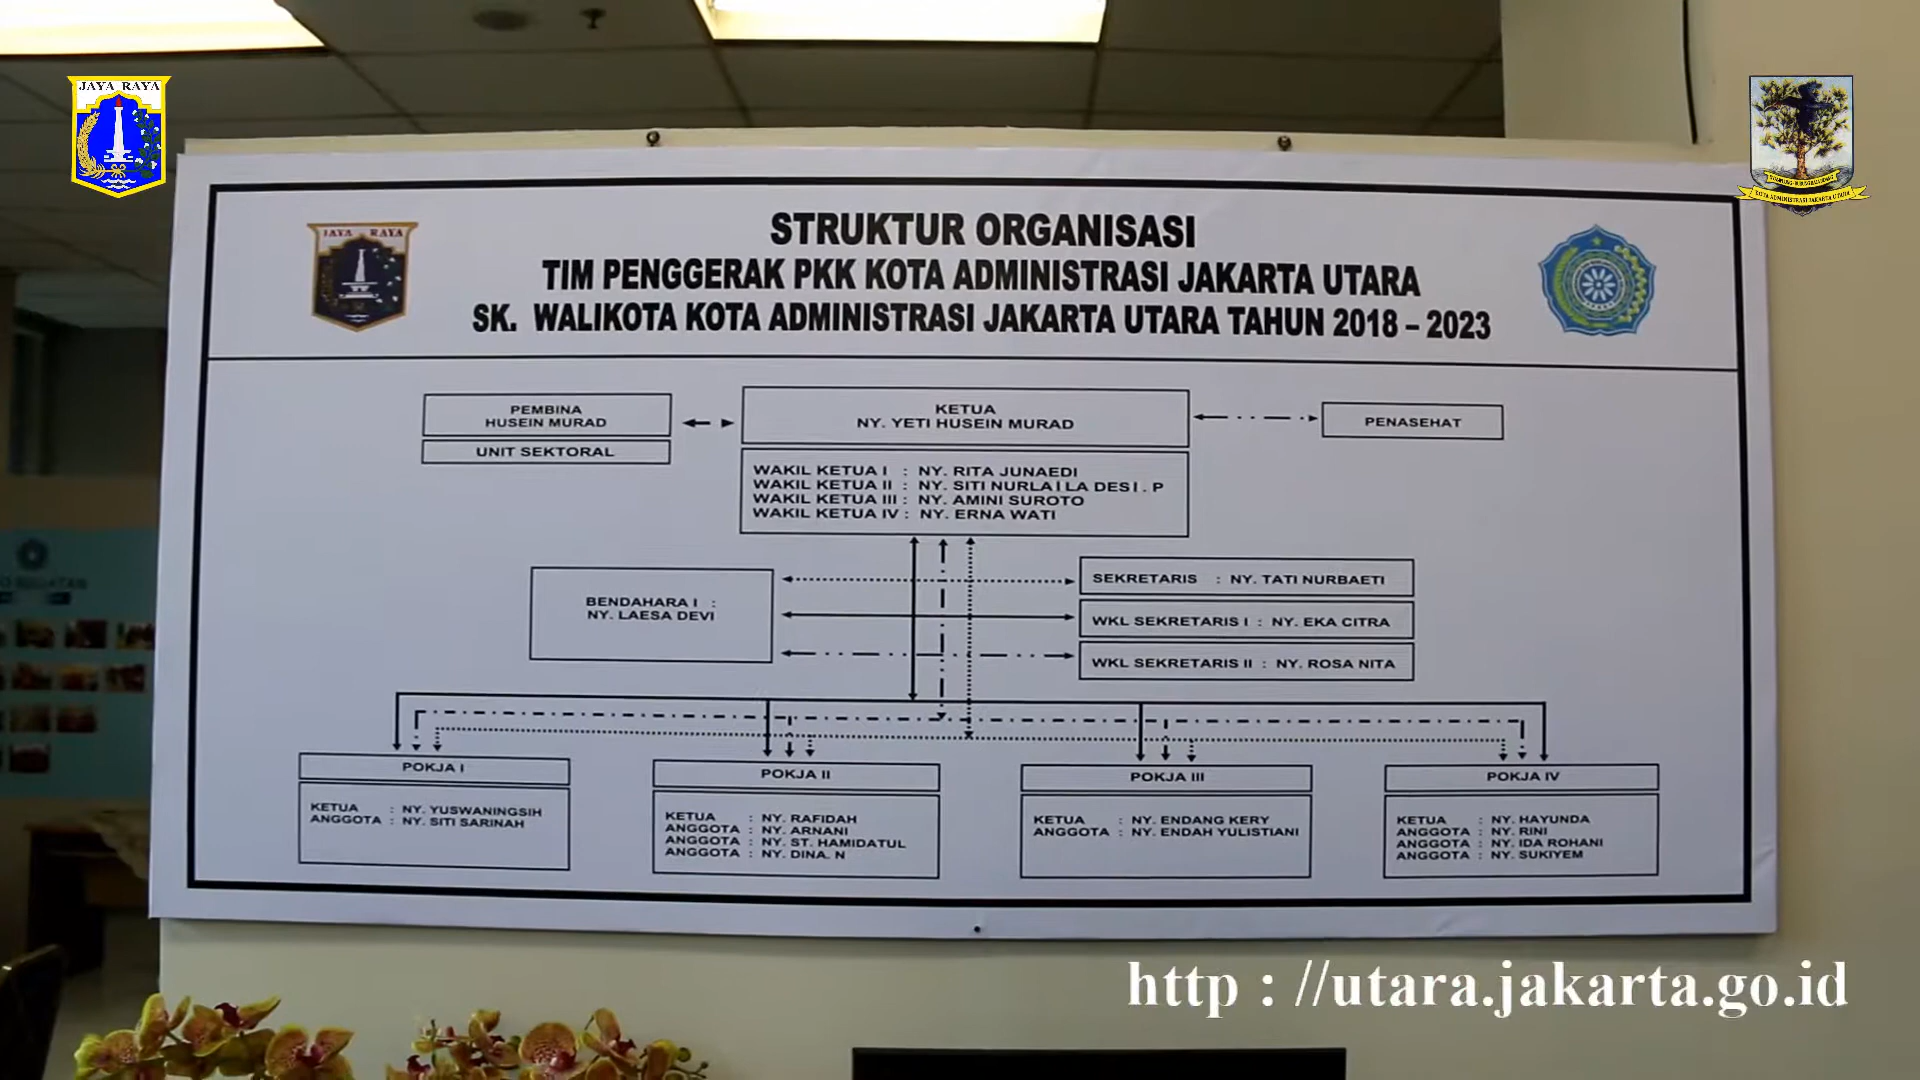 JAYA RAYA
KOTA ADMINISTRASI JAKARTA UTARA
JAYA RAYA
STRUKTUR ORGANISASI
TIM PENGGERAK PKK KOTA ADMINISTRASI JAKARTA UTARA
SK. WALIKOTA KOTA ADMINISTRASI JAKARTA UTARA TAHUN 2018 – 2023
PEMBINA
HUSEIN MURAD
UNIT SEKTORAL
KETUA
NY. YETI HUSEIN MURAD
PENASEHAT
WAKIL KETUA I : NY. RITA JUNAEDI
WAKIL KETUA II : NY. SITI NURLAILA DESI . P
WAKIL KETUA III : NY. AMINI SUROTO
WAKIL KETUA IV : NY. ERNA WATI
BENDAHARA I :
NY. LAESA DEVI
SEKRETARIS : NY. TATI NURBAETI
WKL SEKRETARIS I : NY. EKA CITRA
WKL SEKRETARIS II : NY. ROSA NITA
POKJA I
KETUA : NY. YUSWANINGSIH
ANGGOTA : NY. SITI SARINAH
POKJA II
KETUA : NY. RAFIDAH
ANGGOTA : NY. ARNANI
ANGGOTA : NY. ST. HAMIDATUL
ANGGOTA : NY. DINA. N
POKJA III
KETUA : NY. ENDANG KERY
ANGGOTA : NY. ENDAH YULISTIANI
POKJA IV
KETUA : NY. HAYUNDA
ANGGOTA : NY. RINI
ANGGOTA : NY. IDA ROHANI
ANGGOTA : NY. SUKIYEM
http : //utara.jakarta.go.id